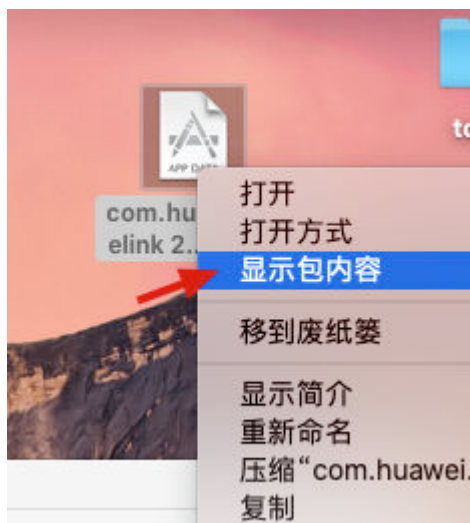 to
APP DATA
com.hu
elink 2..
打开
打开方式
显示包内容
移到废纸篓
显示简介
重新命名
压缩“com.huawei.
复制